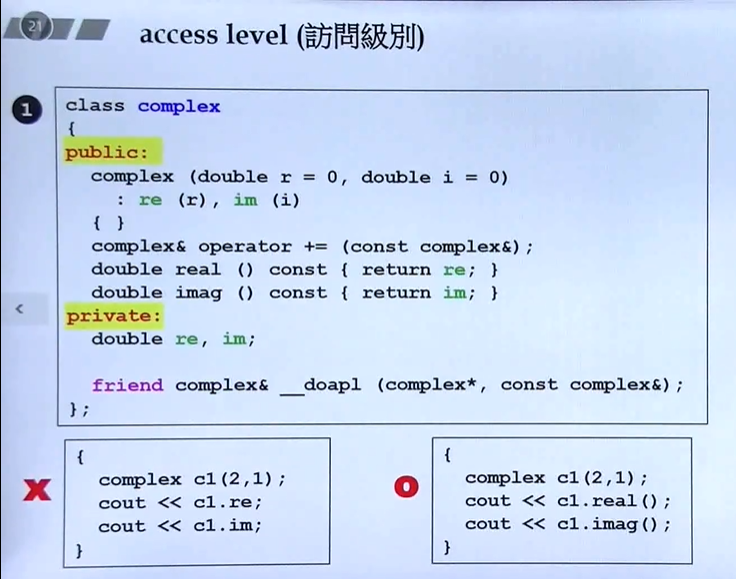 21
access level (訪問級別)
1
class complex
{
public:
complex (double r = 0, double i = 0)
: re (r), im (i)
{ }
complex& operator += (const complex&);
double real () const { return re; }
double imag () const { return im; }
private:
double re, im;
friend complex& __doapl (complex*, const complex&);
};
X
{
complex c1(2,1);
cout << c1.re;
cout << c1.im;
}
O
{
complex c1(2,1);
cout << c1.real();
cout << c1.imag();
}